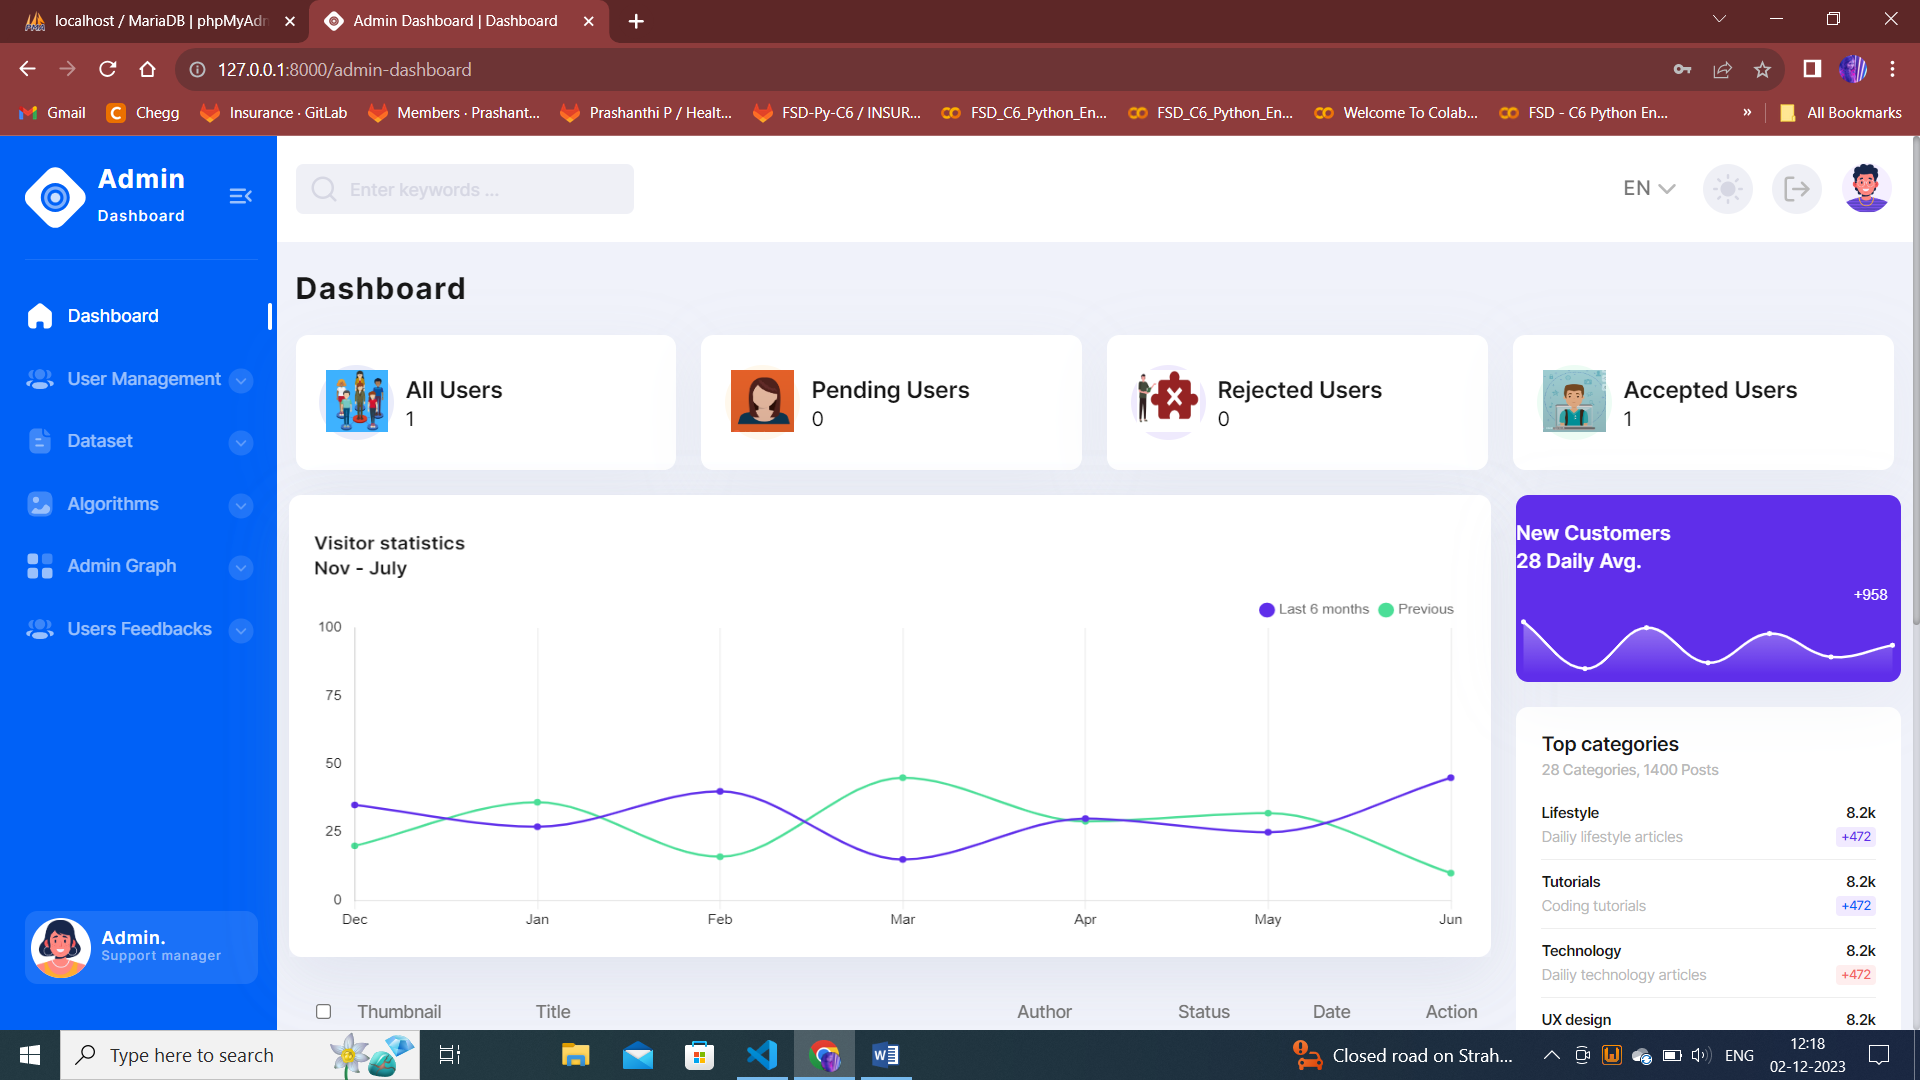 localhost / MariaDB | phpMyAdm
Admin Dashboard | Dashboard
127.0.0.1:8000/admin-dashboard
Gmail
Chegg
Insurance · GitLab
Members · Prashant...
Prashanthi P / Healt...
FSD-Py-C6 / INSUR...
FSD_C6_Python_En...
FSD_C6_Python_En...
Welcome To Colab...
FSD - C6 Python En...
»
All Bookmarks
Admin
Dashboard
Enter keywords ...
EN
Dashboard
User Management
Dataset
Algorithms
Admin Graph
Users Feedbacks
Admin.
Support manager
Dashboard
All Users
1
Pending Users
0
Rejected Users
0
Accepted Users
1
Visitor statistics
Nov - July
Last 6 months
Previous
100
75
50
25
0
Dec
Jan
Feb
Mar
Apr
May
Jun
New Customers
28 Daily Avg.
+958
Top categories
28 Categories, 1400 Posts
Lifestyle 8.2k
Dailiy lifestyle articles +472
Tutorials 8.2k
Coding tutorials +472
Technology 8.2k
Dailiy technology articles +472
UX design 8.2k
Thumbnail Title Author Status Date Action
Type here to search
Closed road on Strah...
ENG
12:18
02-12-2023